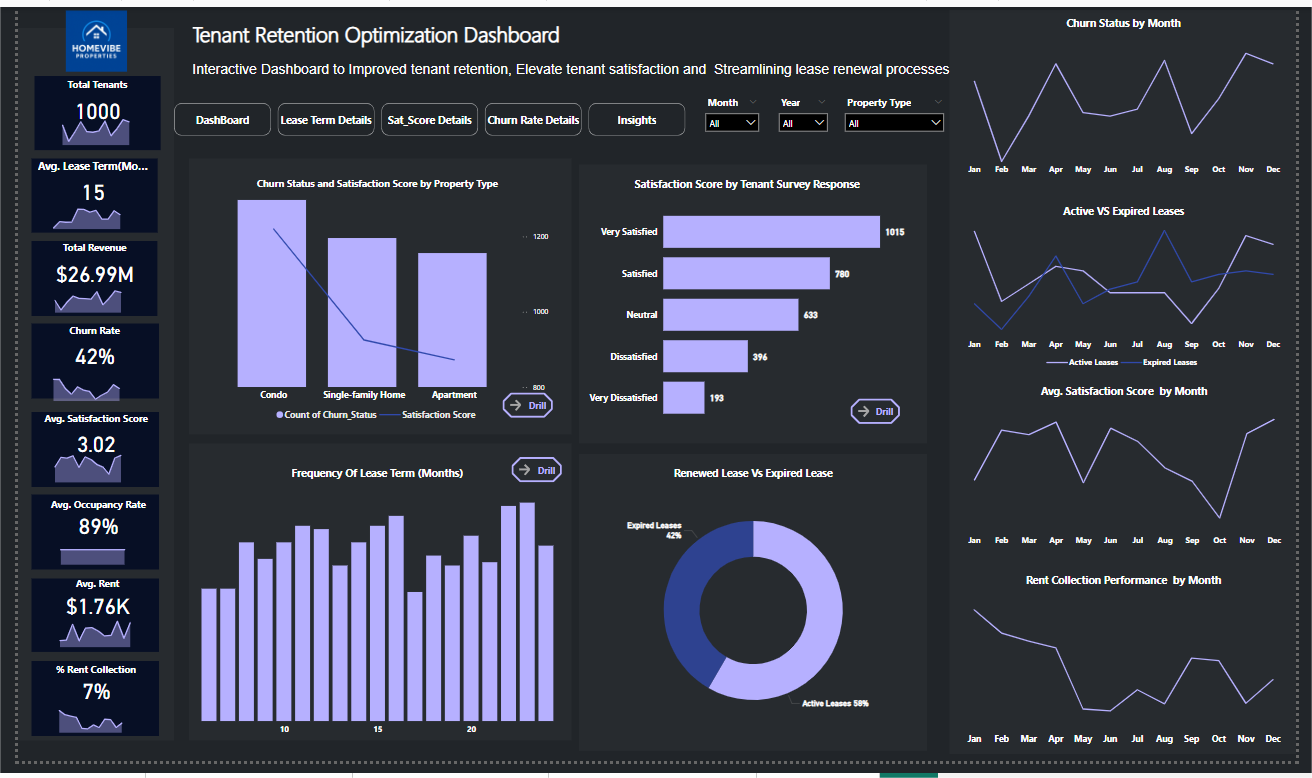 HOMEVIBE
PROPERTIES
Tenant Retention Optimization Dashboard
Interactive Dashboard to Improved tenant retention, Elevate tenant satisfaction and Streamlining lease renewal processes
DashBoard
Lease Term Details
Sat_Score Details
Churn Rate Details
Insights
Month
All
Year
All
Property Type
All
Total Tenants
1000
Avg. Lease Term(Mo...
15
Total Revenue
$26.99M
Churn Rate
42%
Avg. Satisfaction Score
3.02
Avg. Occupancy Rate
89%
Avg. Rent
$1.76K
% Rent Collection
7%
Churn Status and Satisfaction Score by Property Type
1200
1000
800
Condo Single-family Home Apartment
Count of Churn_Status Satisfaction Score
Drill
Satisfaction Score by Tenant Survey Response
Very Satisfied 1015
Satisfied 780
Neutral 633
Dissatisfied 396
Very Dissatisfied 193
Drill
Frequency Of Lease Term (Months)
Drill
10 15 20
Renewed Lease Vs Expired Lease
Expired Leases
42%
Active Leases 58%
Churn Status by Month
Jan Feb Mar Apr May Jun Jul Aug Sep Oct Nov Dec
Active VS Expired Leases
Jan Feb Mar Apr May Jun Jul Aug Sep Oct Nov Dec
Active Leases Expired Leases
Avg. Satisfaction Score by Month
Jan Feb Mar Apr May Jun Jul Aug Sep Oct Nov Dec
Rent Collection Performance by Month
Jan Feb Mar Apr May Jun Jul Aug Sep Oct Nov Dec